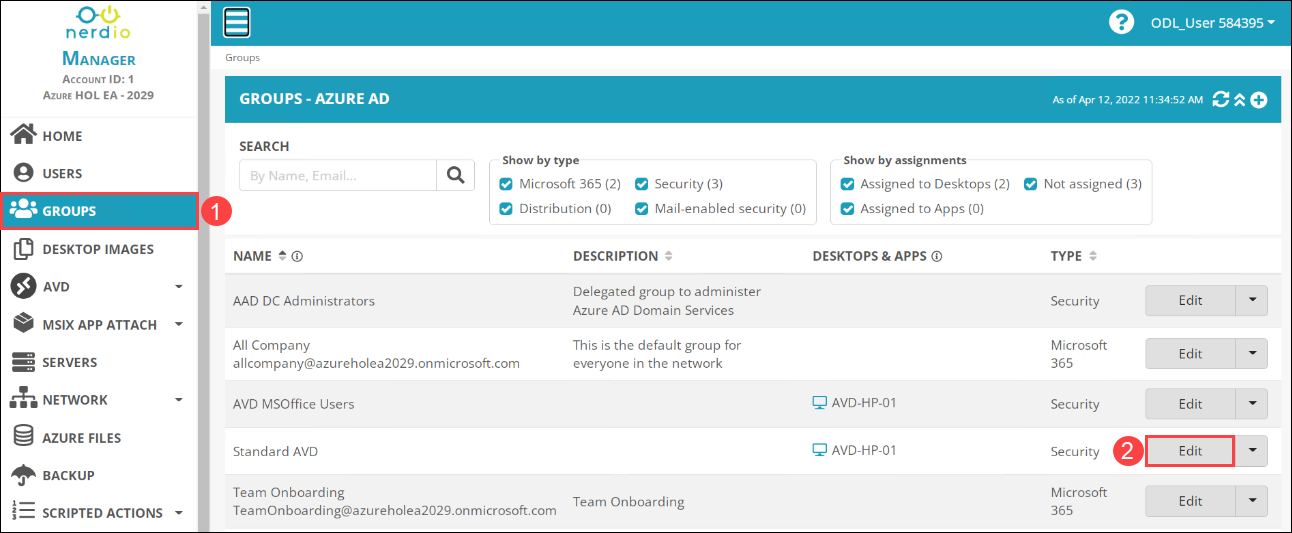 nerdio
MANAGER
ACCOUNT ID: 1
AZURE HOL EA - 2029
HOME
USERS
GROUPS
1
DESKTOP IMAGES
AVD
MSIX APP ATTACH
SERVERS
NETWORK
AZURE FILES
BACKUP
SCRIPTED ACTIONS
? ODL_User 584395
Groups
GROUPS - AZURE AD
As of Apr 12, 2022 11:34:52 AM
SEARCH
By Name, Email...
Show by type
Microsoft 365 (2) Security (3)
Distribution (0) Mail-enabled security (0)
Show by assignments
Assigned to Desktops (2) Not assigned (3)
Assigned to Apps (0)
NAME DESCRIPTION DESKTOPS & APPS TYPE
AAD DC Administrators
Delegated group to administer
Azure AD Domain Services
Security
Edit
All Company
allcompany@azureholea2029.onmicrosoft.com
This is the default group for
everyone in the network
Microsoft
365
Edit
AVD MSOffice Users AVD-HP-01 Security Edit
Standard AVD AVD-HP-01 Security 2 Edit
Team Onboarding
TeamOnboarding@azureholea2029.onmicrosoft.com
Team Onboarding
Microsoft
365
Edit